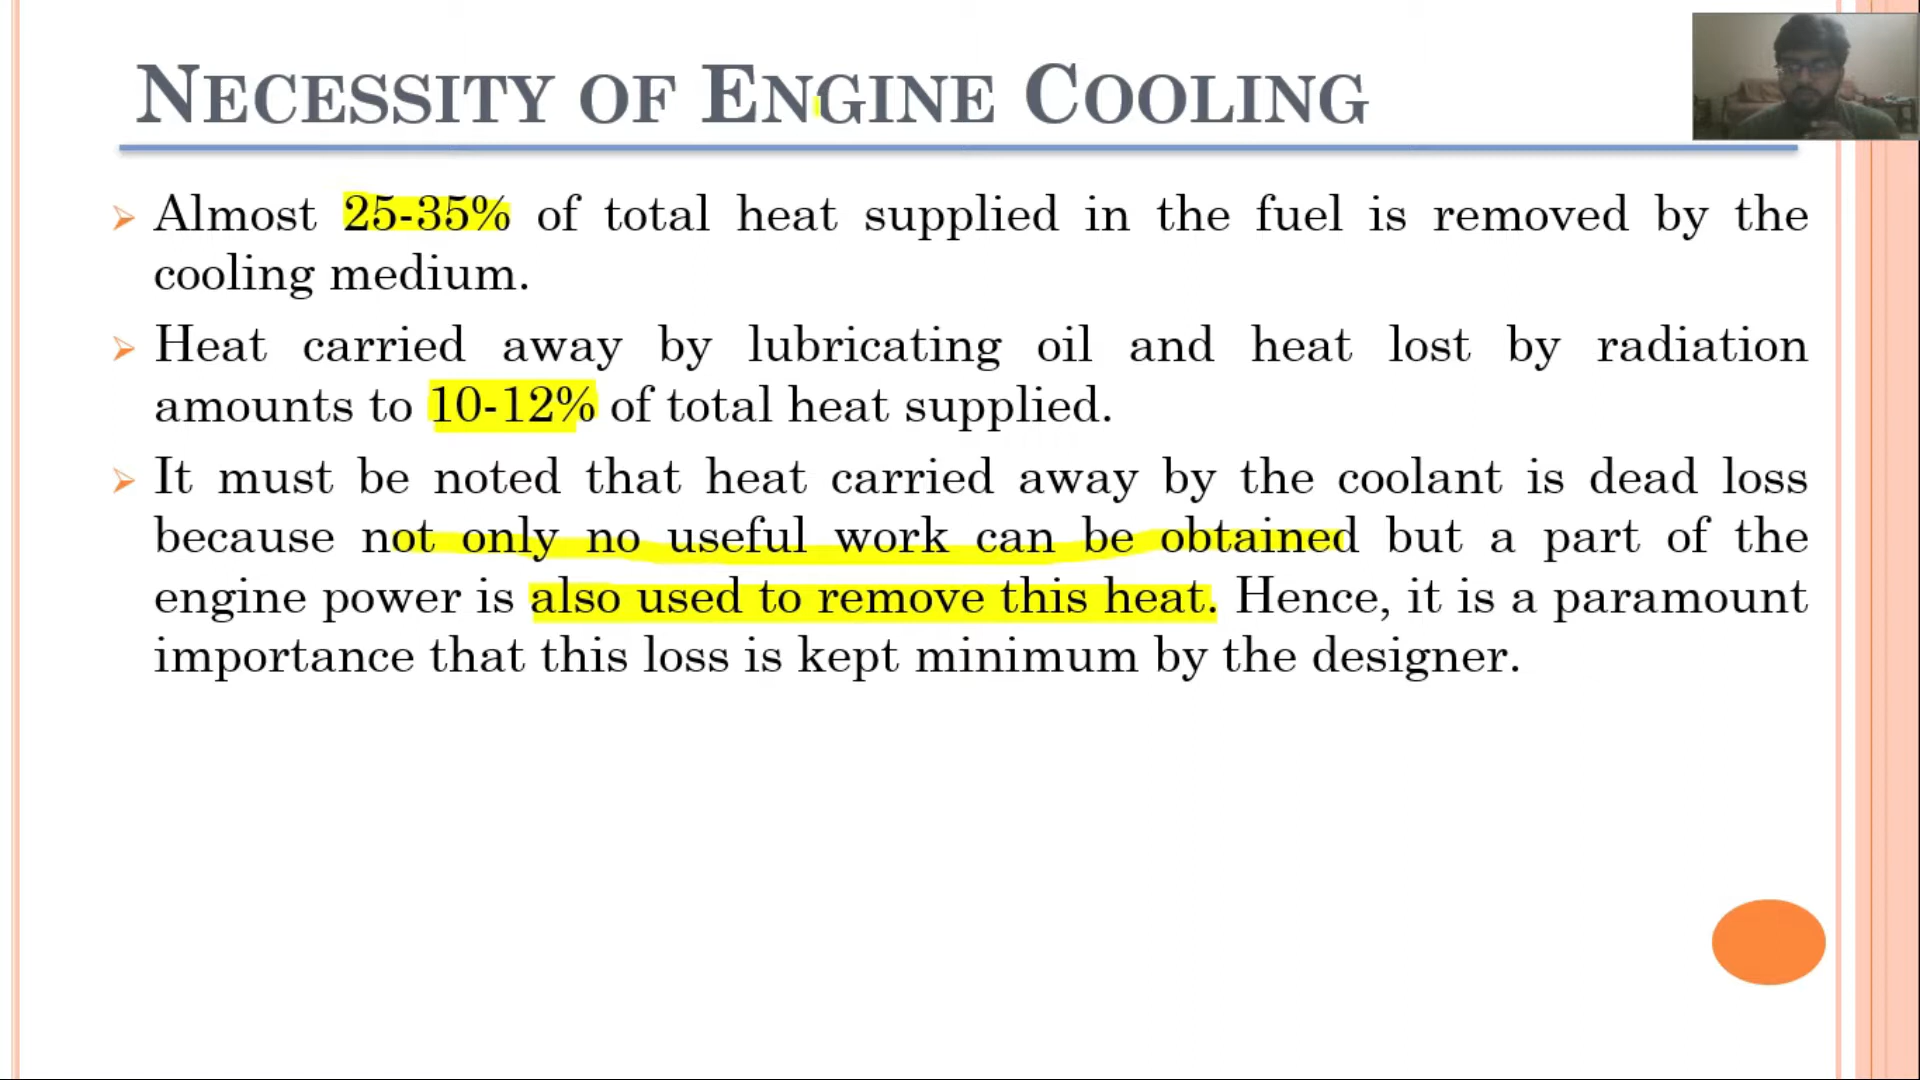 NECESSITY OF ENGINE COOLING
Almost 25-35% of total heat supplied in the fuel is removed by the
cooling medium.
Heat carried away by lubricating oil and heat lost by radiation
amounts to 10-12% of total heat supplied.
It must be noted that heat carried away by the coolant is dead loss
because not only no useful work can be obtained but a part of the
engine power is also used to remove this heat. Hence, it is a paramount
importance that this loss is kept minimum by the designer.